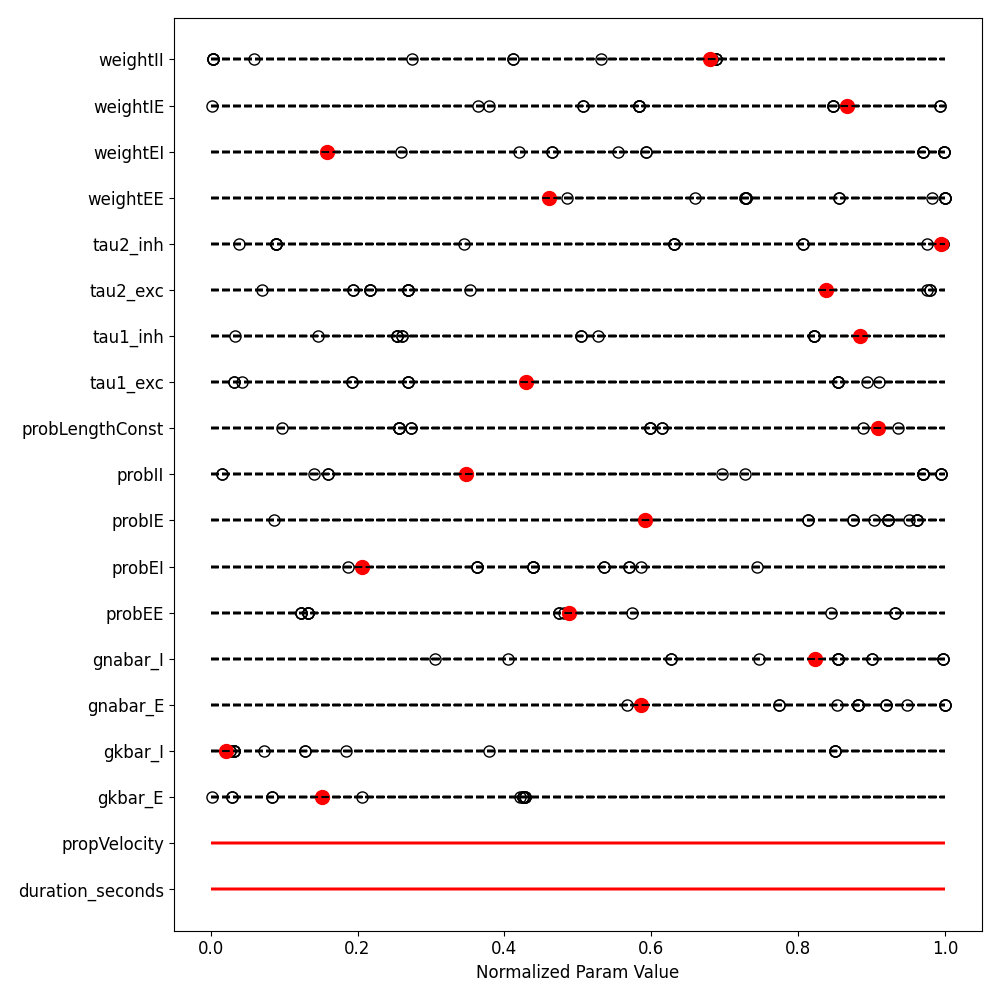 weightII
weightIE
weightEI
weightEE
tau2_inh
tau2_exc
tau1_inh
tau1_exc
probLengthConst
probII
probIE
probEI
probEE
gnabar_I
gnabar_E
gkbar_I
gkbar_E
propVelocity
duration_seconds
0.0 0.2 0.4 0.6 0.8 1.0
Normalized Param Value